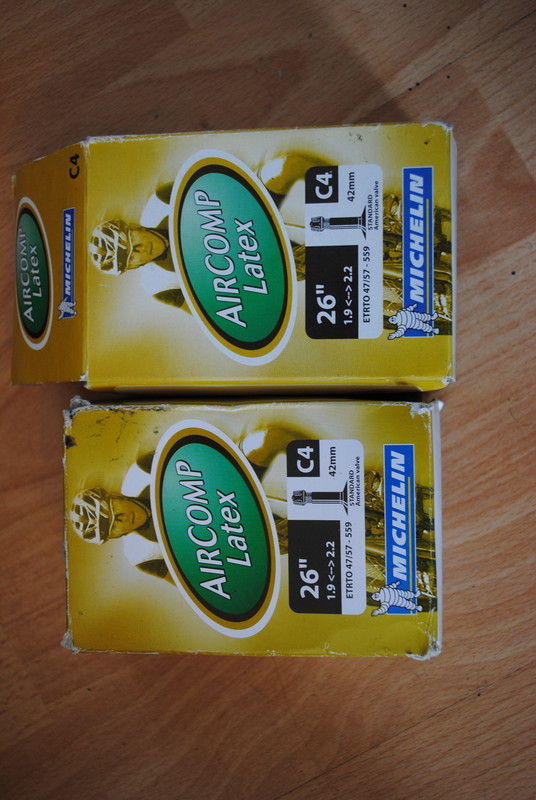 C4
AIRCOMP
Latex
MICHELIN
AIRCOMP
Latex
26"
C4
1.9 <--> 2.2
42mm
ETRTO 47/57 - 559
STANDARD
American valve
MICHELIN
AIRCOMP
Latex
26"
C4
1.9 <--> 2.2
42mm
ETRTO 47/57 - 559
STANDARD
American valve
MICHELIN